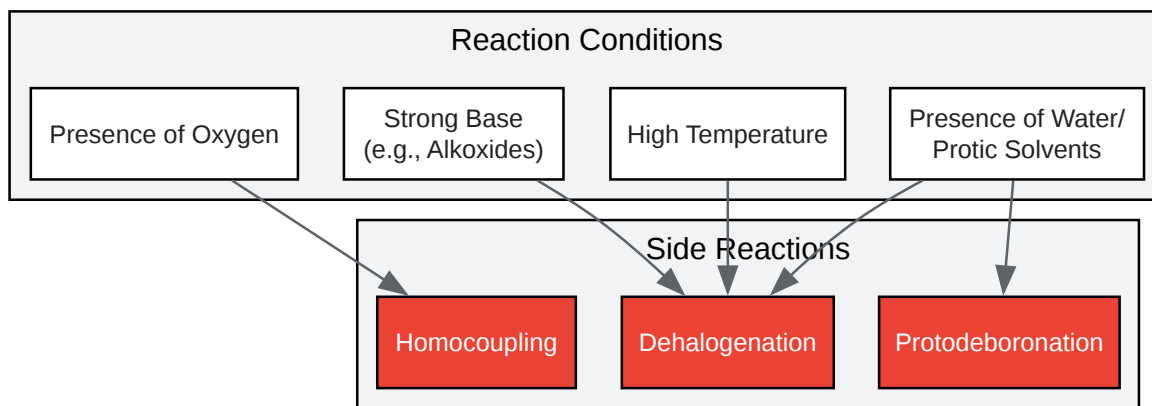 Reaction Conditions
Presence of Oxygen
Strong Base
(e.g., Alkoxides)
High Temperature
Presence of Water/
Protic Solvents
Side Reactions
Homocoupling
Dehalogenation
Protodeboronation